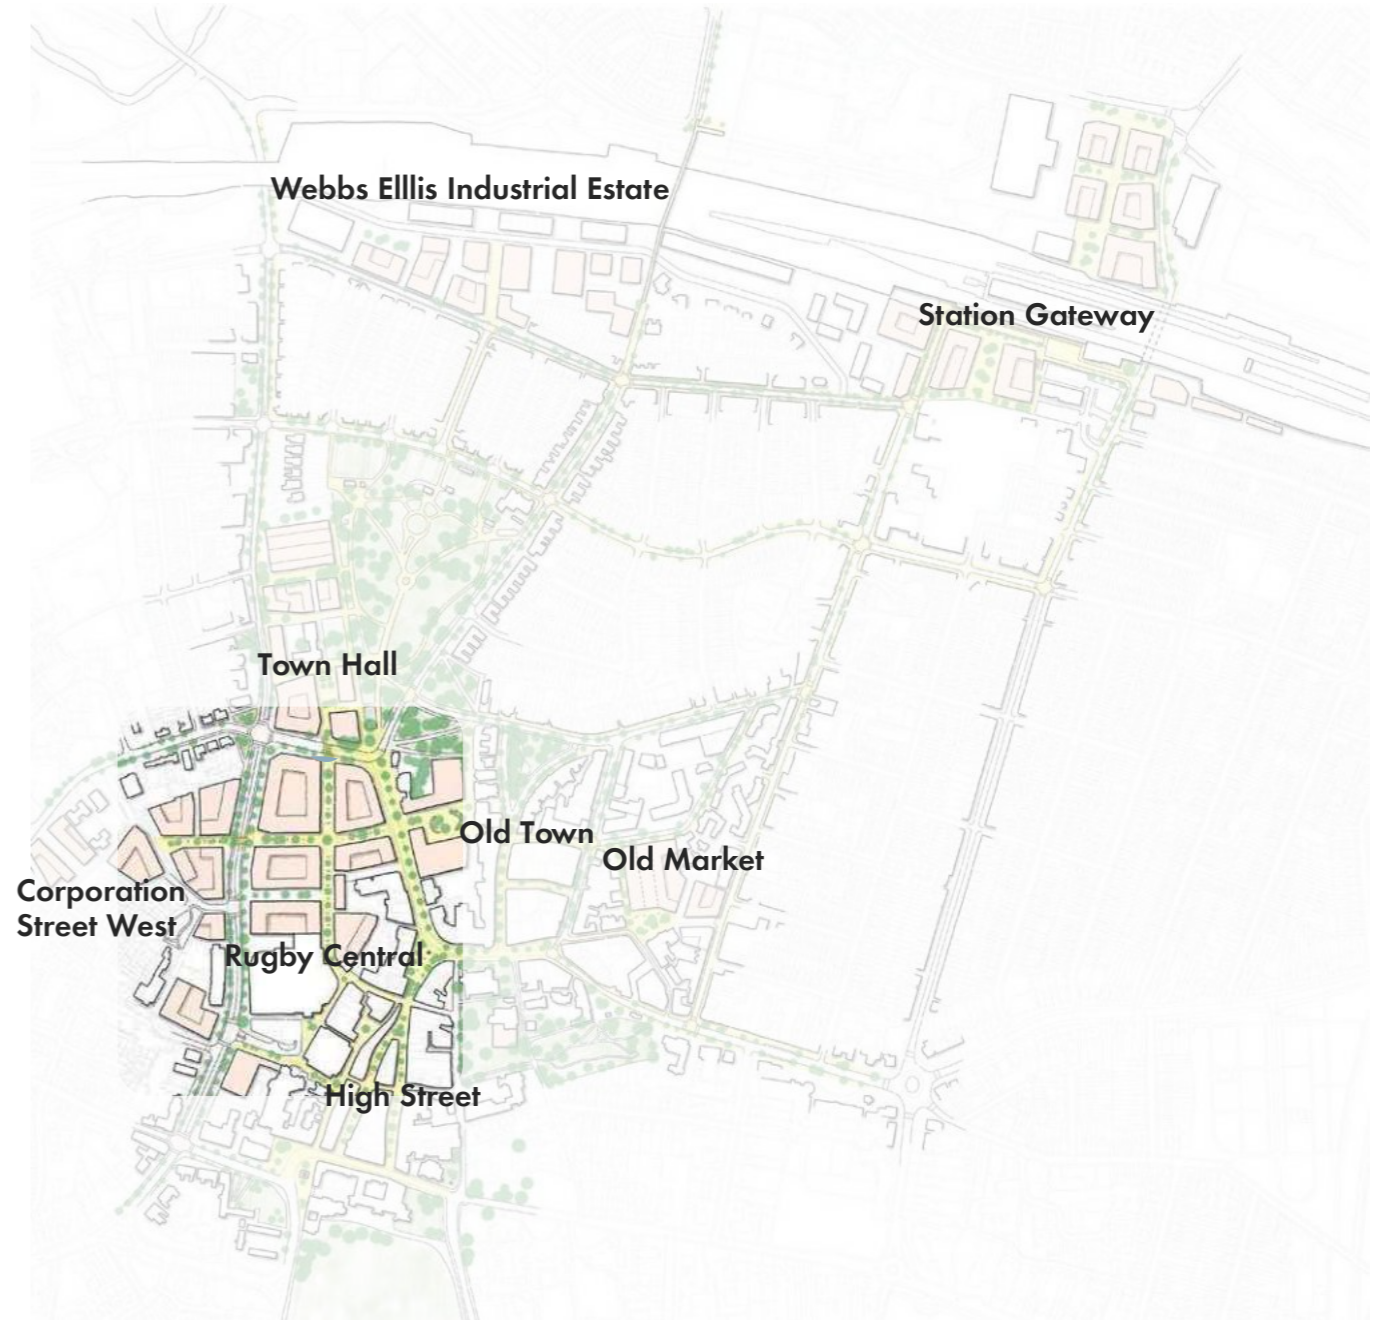 Webbs Elllis Industrial Estate
Station Gateway
Town Hall
Old Town
Old Market
Corporation
Street West
Rugby Central
High Street